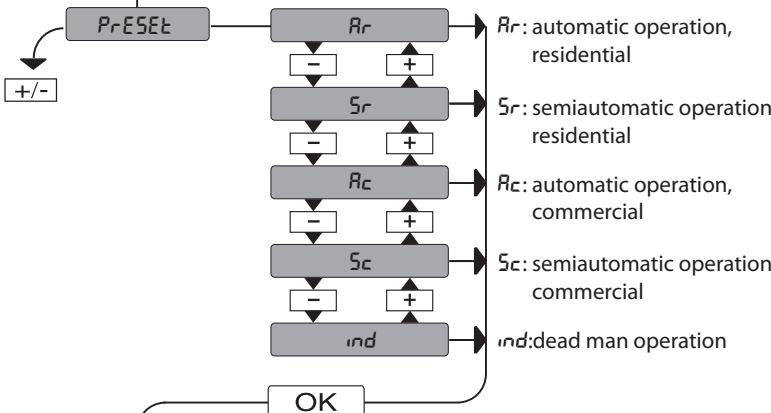 PrESEt
Ar
Ar: automatic operation,
residential
- +
+/-
Sr
Sr: semiautomatic operation
residential
- +
Ac
Ac: automatic operation,
commercial
- +
Sc
Sc: semiautomatic operation
commercial
- +
ind
ind:dead man operation
OK